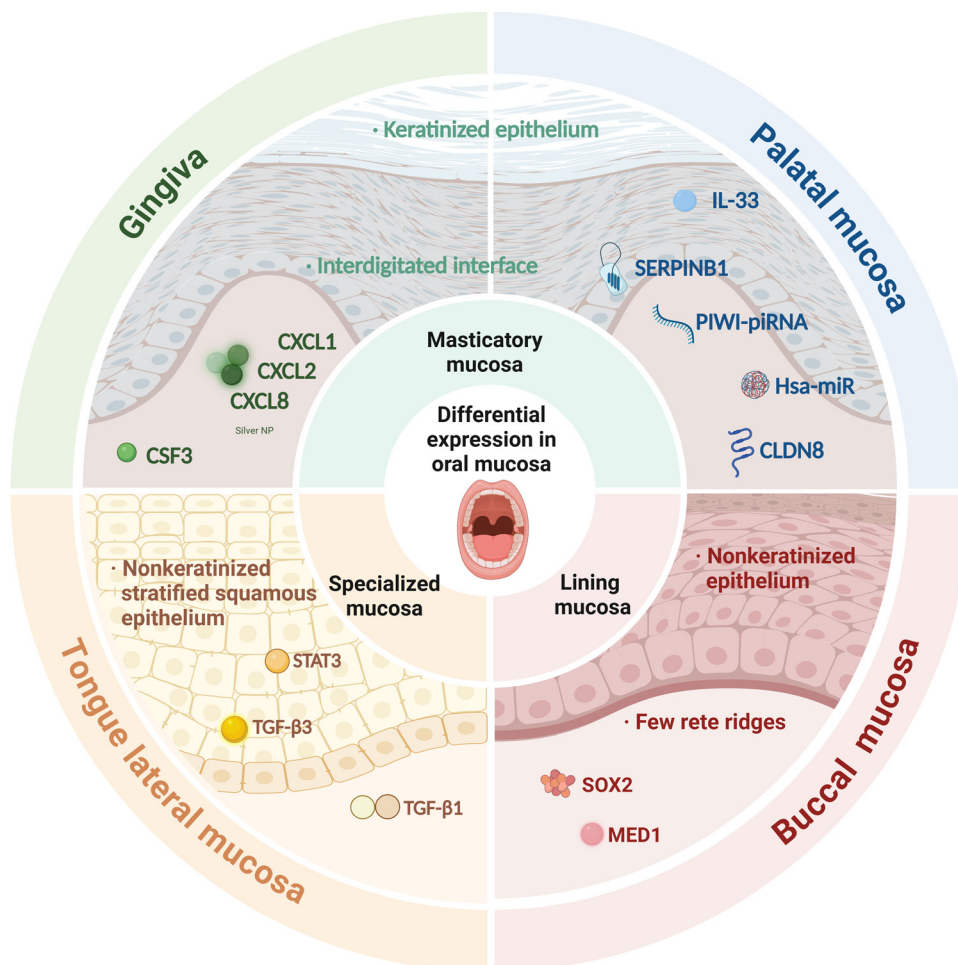 Gingiva
Palatal mucosa
· Keratinized epithelium
· Interdigitated interface
IL-33
SERPINB1
PIWI-piRNA
Hsa-miR
CLDN8
CXCL1
CXCL2
CXCL8
Silver NP
CSF3
Masticatory
mucosa
Differential
expression in
oral mucosa
Specialized
mucosa
Lining
mucosa
· Nonkeratinized
stratified squamous
epithelium
STAT3
TGF-β3
TGF-β1
Tongue lateral mucosa
· Nonkeratinized
epithelium
· Few rete ridges
SOX2
MED1
Buccal mucosa